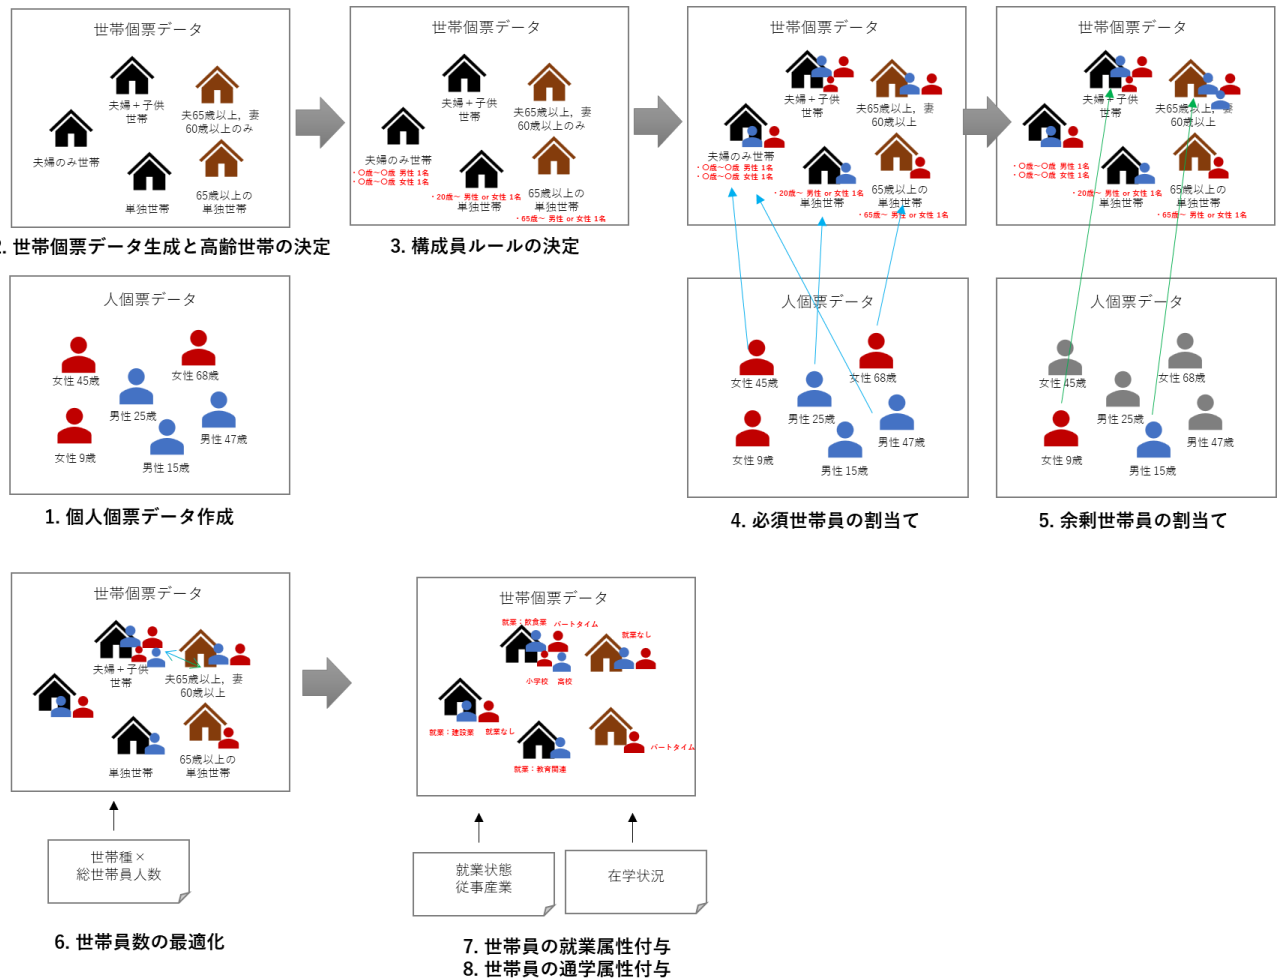 世帯個票データ
夫婦+子供
世帯
夫65歳以上, 妻
60歳以上のみ
夫婦のみ世帯
単独世帯
65歳以上の
単独世帯
2. 世帯個票データ生成と高齢世帯の決定
世帯個票データ
夫婦+子供
世帯
夫65歳以上, 妻
60歳以上のみ
夫婦のみ世帯
・〇歳~〇歳 男性 1名
・〇歳~〇歳 女性 1名
・20歳~ 男性 or 女性 1名
単独世帯
65歳以上の
単独世帯
・65歳~ 男性 or 女性 1名
3. 構成員ルールの決定
世帯個票データ
夫婦+子供
世帯
夫65歳以上, 妻
60歳以上
夫婦のみ世帯
・〇歳~〇歳 男性 1名
・〇歳~〇歳 女性 1名
・20歳~ 男性 or 女性 1名
単独世帯
65歳以上の
単独世帯
・65歳~ 男性 or 女性 1名
世帯個票データ
夫婦+子供
世帯
夫65歳以上, 妻
60歳以上
・〇歳~〇歳 男性 1名
・〇歳~〇歳 女性 1名
・20歳~ 男性 or 女性 1名
単独世帯
65歳以上の
単独世帯
・65歳~ 男性 or 女性 1名
人個票データ
女性 45歳
女性 68歳
男性 25歳
男性 47歳
女性 9歳
男性 15歳
1. 個人個票データ作成
人個票データ
女性 45歳
女性 68歳
男性 25歳
男性 47歳
女性 9歳
男性 15歳
4. 必須世帯員の割当て
人個票データ
女性 45歳
女性 68歳
男性 25歳
男性 47歳
女性 9歳
男性 15歳
5. 余剰世帯員の割当て
世帯個票データ
夫婦+子供
世帯
夫65歳以上, 妻
60歳以上
単独世帯
65歳以上の
単独世帯
世帯種×
総世帯員人数
6. 世帯員数の最適化
世帯個票データ
就業:飲食業
パートタイム
就業なし
小学校
高校
就業:建設業
就業なし
パートタイム
就業:教育関連
就業状態
従事産業
在学状況
7. 世帯員の就業属性付与
8. 世帯員の通学属性付与